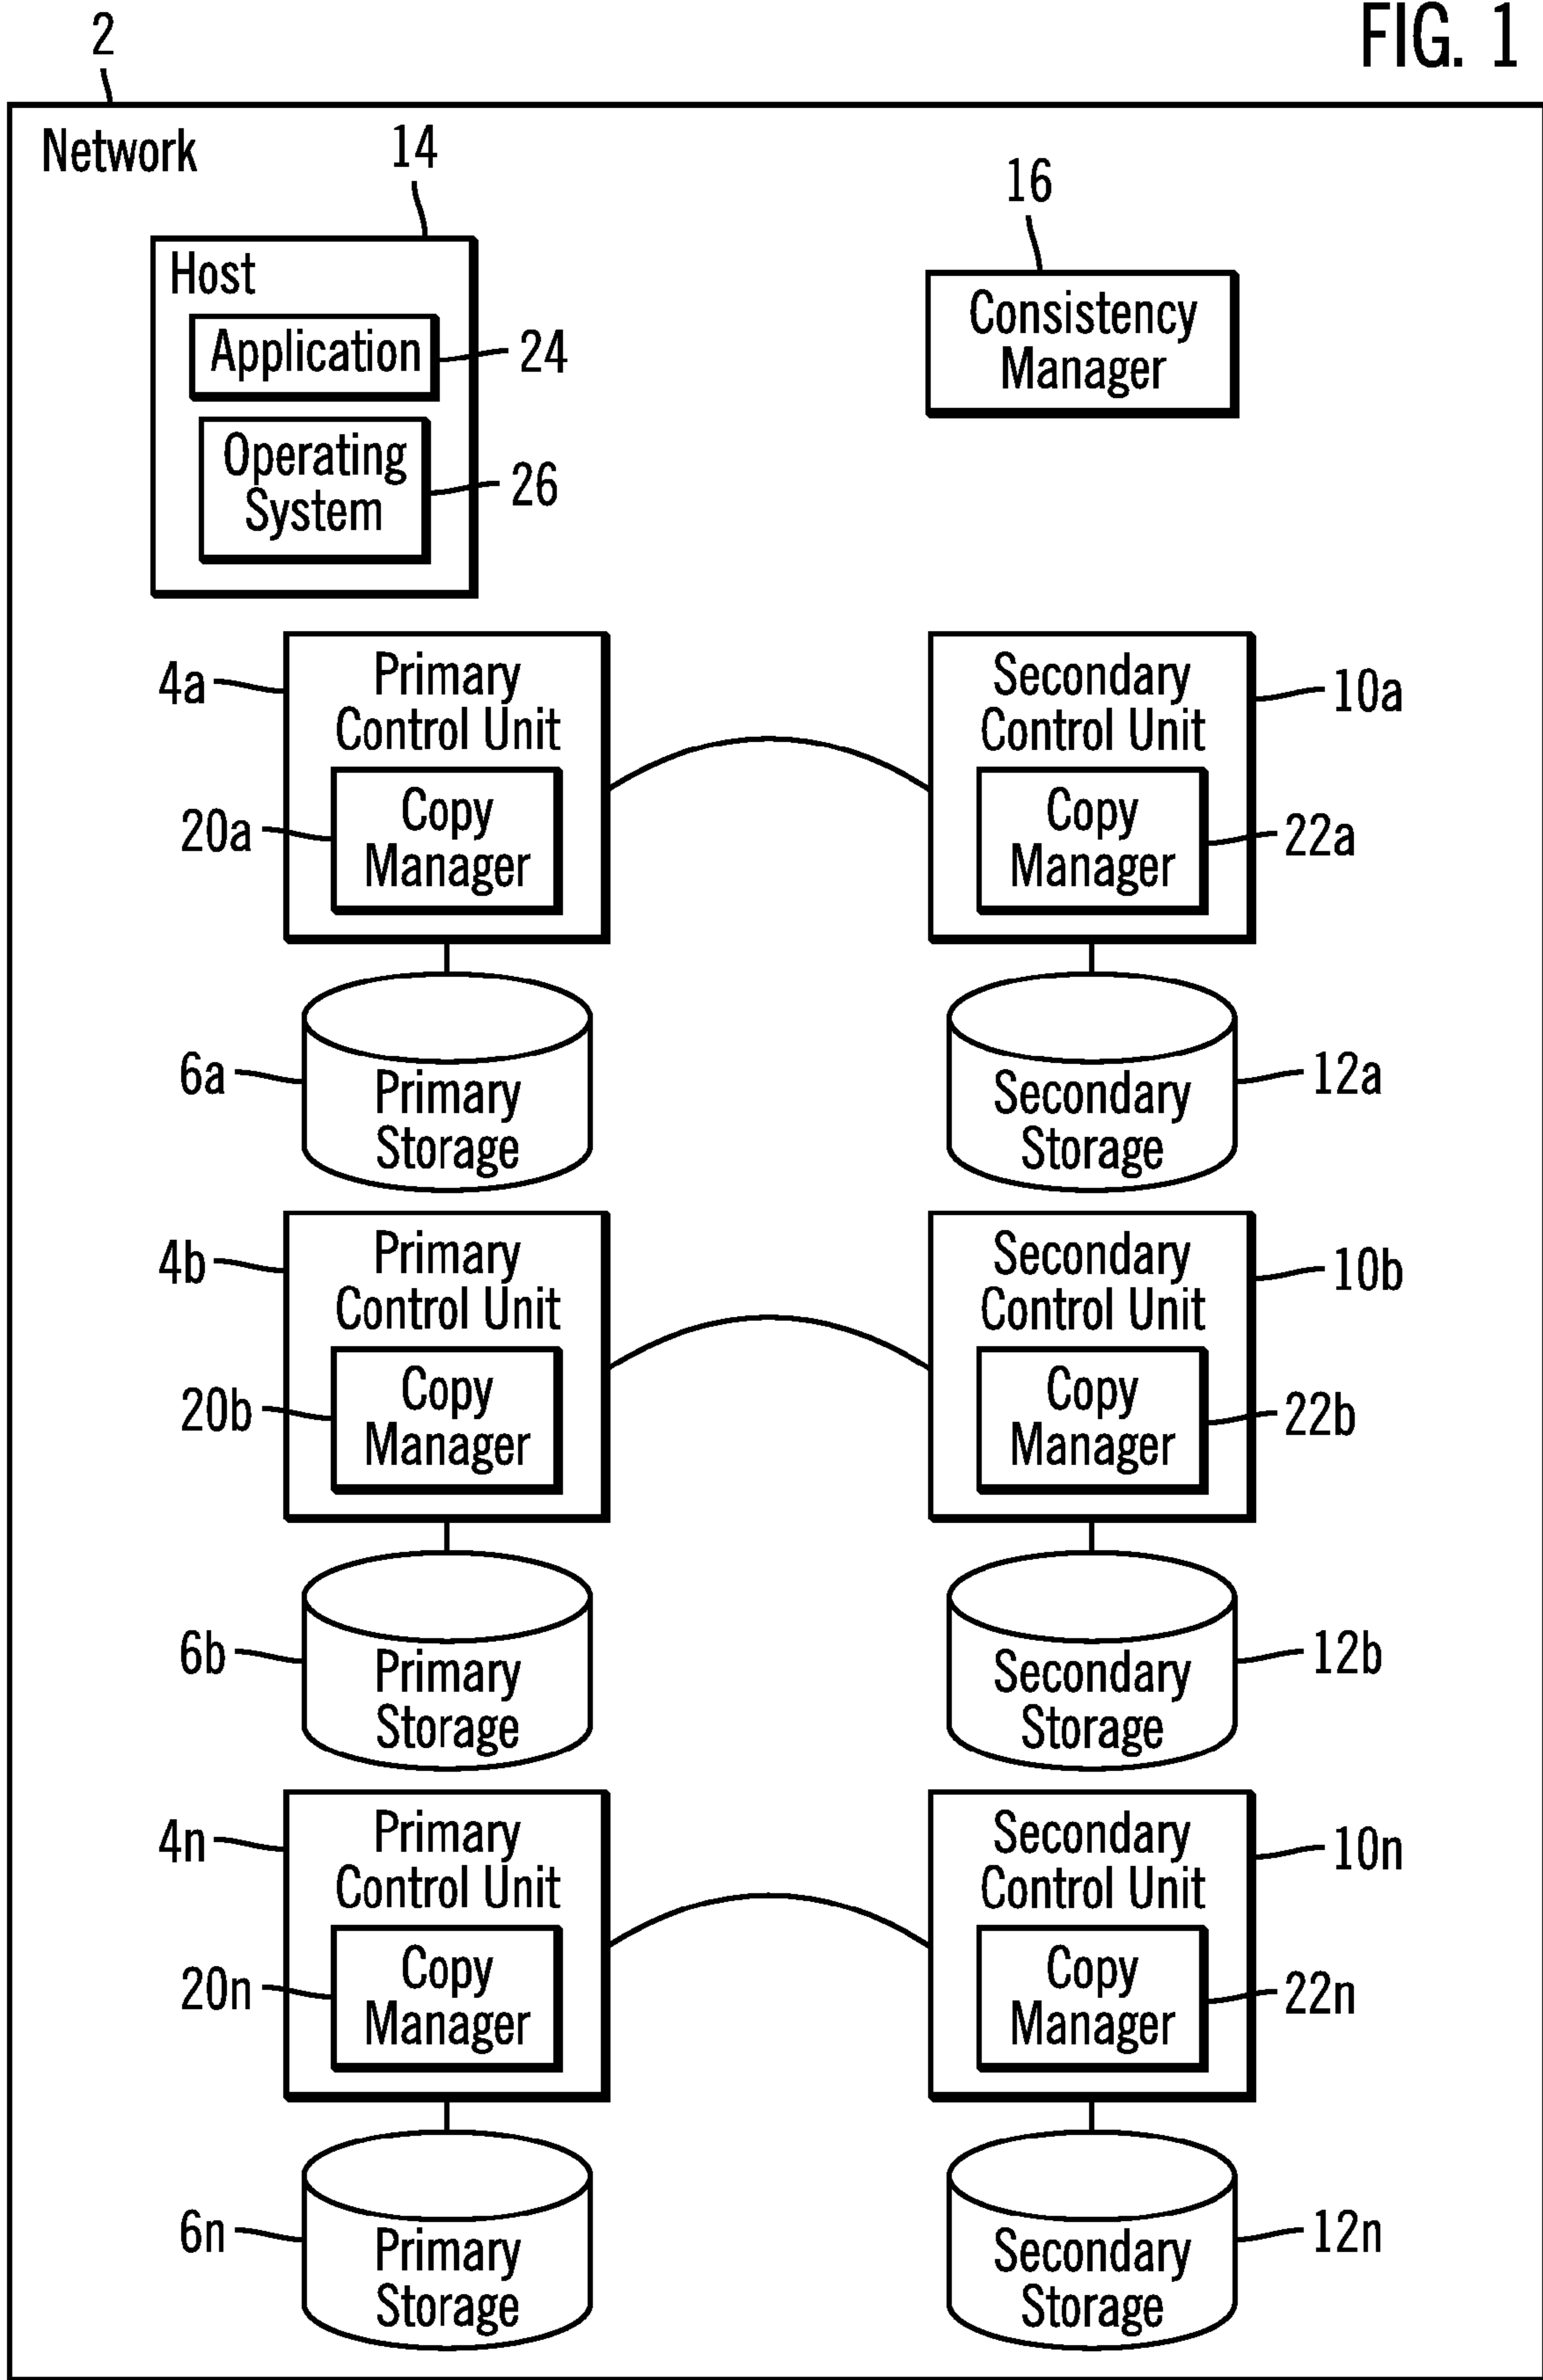 FIG. 1
2
Network
14
16
Host
Application
24
Operating
System
26
Consistency
Manager
4a
Primary
Control Unit
20a
Copy
Manager
Secondary
Control Unit
10a
Copy
Manager
22a
6a
Primary
Storage
Secondary
Storage
12a
4b
Primary
Control Unit
20b
Copy
Manager
Secondary
Control Unit
10b
Copy
Manager
22b
6b
Primary
Storage
Secondary
Storage
12b
4n
Primary
Control Unit
20n
Copy
Manager
Secondary
Control Unit
10n
Copy
Manager
22n
6n
Primary
Storage
Secondary
Storage
12n